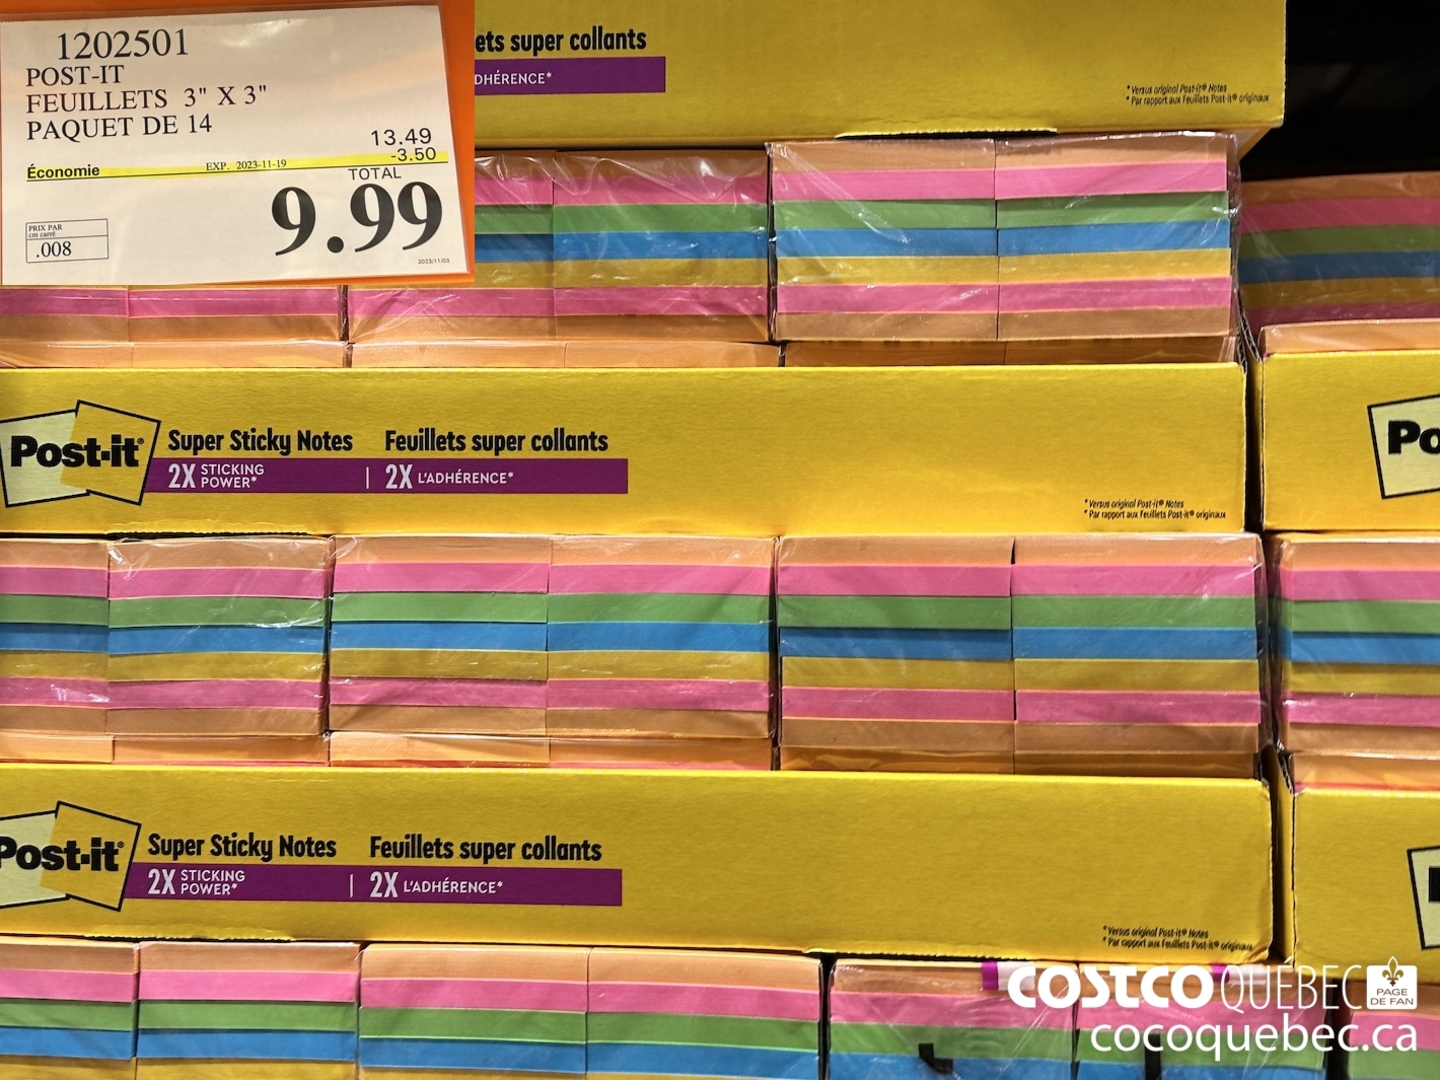 1202501
POST-IT
FEUILLETS 3" X 3"
PAQUET DE 14
13.49
-3.50
Économie
EXP. 2023-11-19
TOTAL
9.99
PRIX PAR
cm carré
.008
2023/11/03
ets super collants
DHÉRENCE*
*Versus original Post-it® Notes
*Par rapport aux Feuillets Post-it® originaux
Post-it®
Super Sticky Notes Feuillets super collants
2X STICKING POWER* | 2X L'ADHÉRENCE*
*Versus original Post-it® Notes
*Par rapport aux Feuillets Post-it® originaux
Po
Post-it®
Super Sticky Notes Feuillets super collants
2X STICKING POWER* | 2X L'ADHÉRENCE*
*Versus original Post-it® Notes
*Par rapport aux Feuillets Post-it® originaux
COSTCO QUÉBEC PAGE DE FAN
cocoquebec.ca